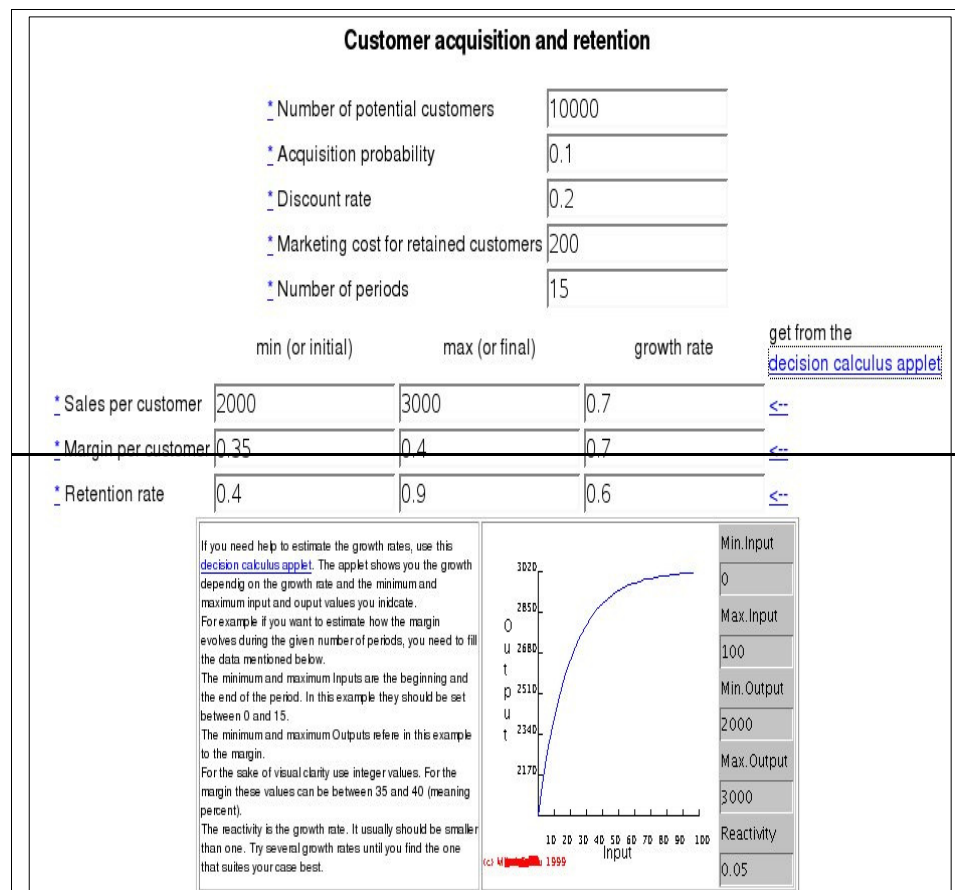 Customer acquisition and retention
* Number of potential customers 10000
* Acquisition probability 0.1
* Discount rate 0.2
* Marketing cost for retained customers 200
* Number of periods 15
min (or initial) max (or final) growth rate get from the
decision calculus applet
* Sales per customer 2000 3000 0.7 <--
* Margin per customer 0.35 0.4 0.7 <--
* Retention rate 0.4 0.9 0.6 <--
If you need help to estimate the growth rates, use this
decision calculus applet. The applet shows you the growth
dependig on the growth rate and the minimum and
maximum input and ouput values you inidcate.
For example if you want to estimate how the margin
evolves during the given number of periods, you need to fill
the data mentioned below.
The minimum and maximum Inputs are the beginning and
the end of the period. In this example they should be set
between 0 and 15.
The minimum and maximum Outputs refere in this example
to the margin.
For the sake of visual clarity use integer values. For the
margin these values can be between 35 and 40 (meaning
percent).
The reactivity is the growth rate. It usually should be smaller
than one. Try several growth rates until you find the one
that suites your case best.
Output
3020
2850
2680
2510
2340
2170
10 20 30 40 50 60 70 80 90 100
Input
(c) 1999
Min.Input
0
Max.Input
100
Min.Output
2000
Max.Output
3000
Reactivity
0.05